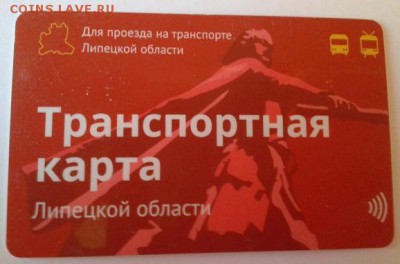 COINS.LAVE.RU
Для проезда на транспорте
Липецкой области
Транспортная
карта
Липецкой области